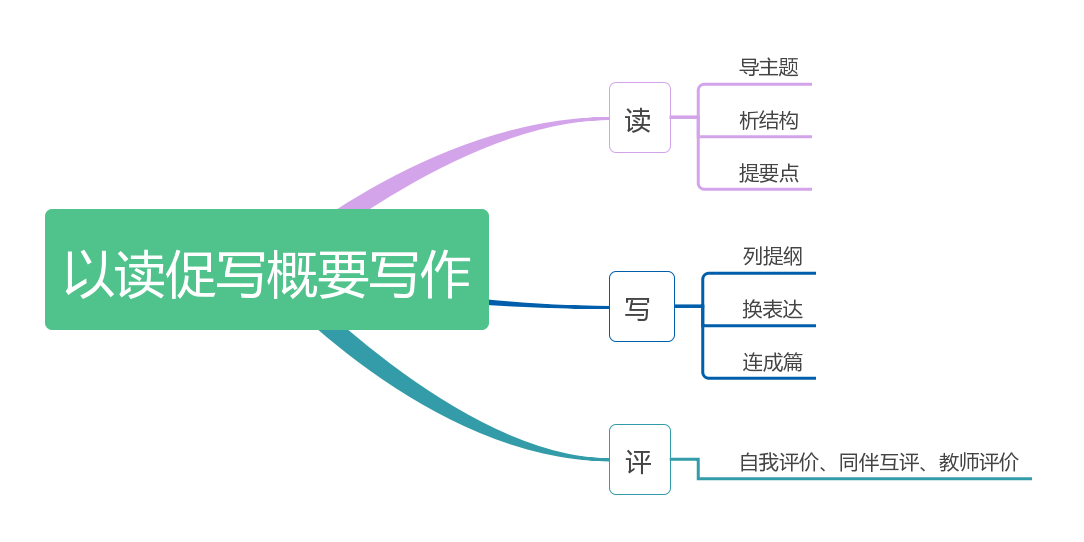 以读促写概要写作
读
导主题
析结构
提要点
写
列提纲
换表达
连成篇
评
自我评价、同伴互评、教师评价